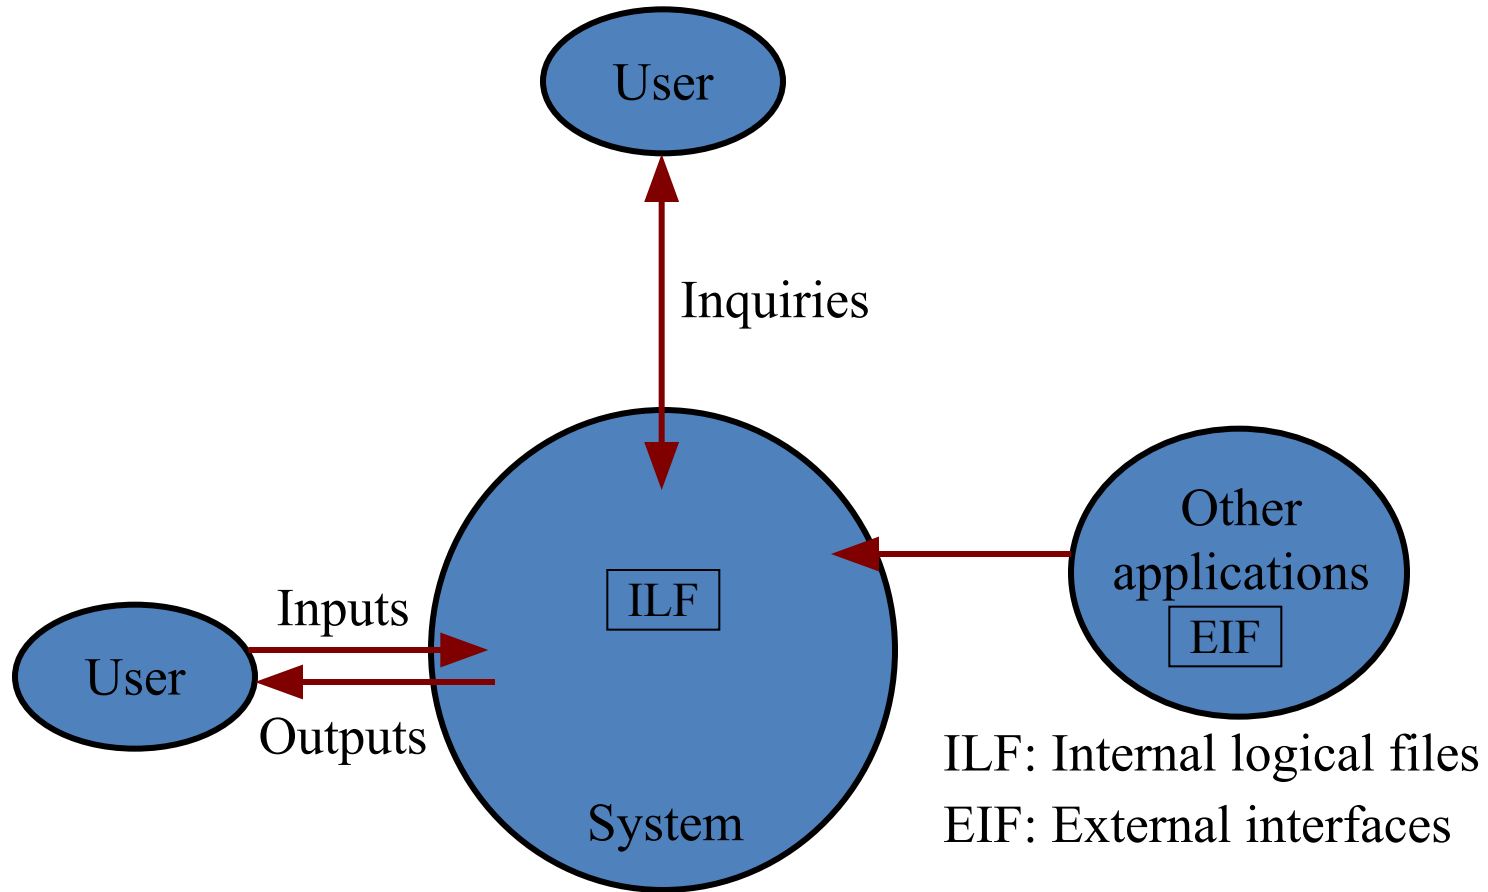 User
Inquiries
Other
applications
EIF
ILF
Inputs
User
Outputs
System
ILF: Internal logical files
EIF: External interfaces